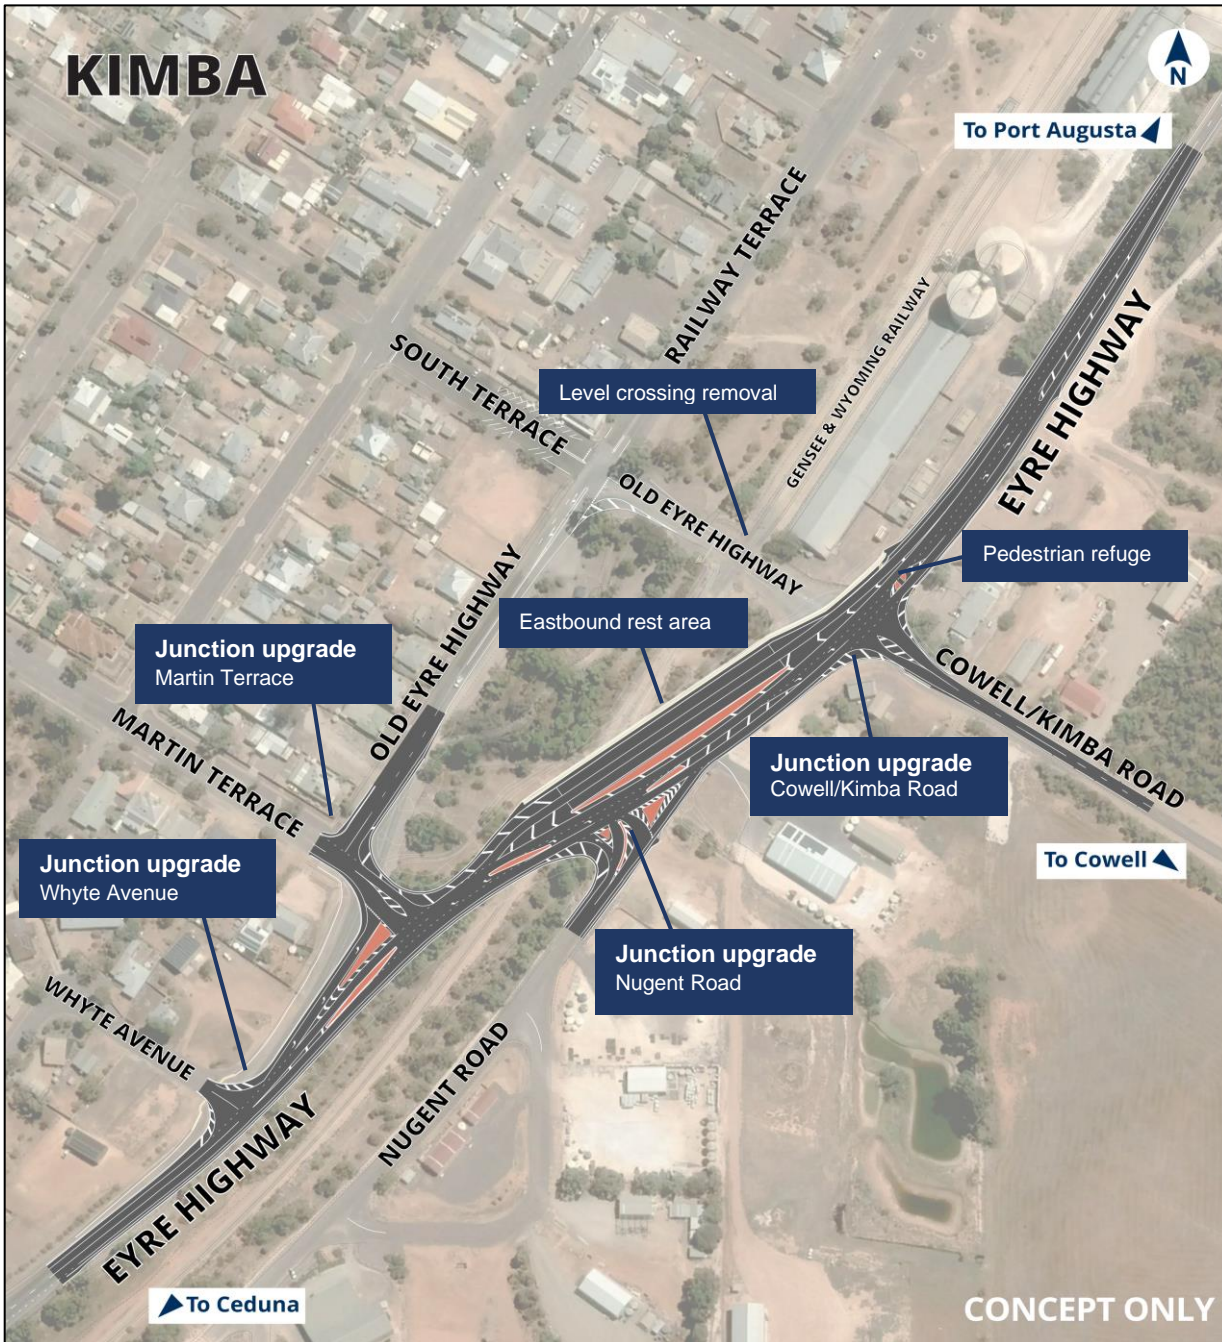 KIMBA
N
To Port Augusta
RAILWAY TERRACE
SOUTH TERRACE
Level crossing removal
GENSEE & WYOMING RAILWAY
EYRE HIGHWAY
OLD EYRE HIGHWAY
Pedestrian refuge
Eastbound rest area
OLD EYRE HIGHWAY
Junction upgrade
Martin Terrace
MARTIN TERRACE
COWELL/KIMBA ROAD
Junction upgrade
Cowell/Kimba Road
Junction upgrade
Whyte Avenue
To Cowell
Junction upgrade
Nugent Road
WHYTE AVENUE
NUGENT ROAD
EYRE HIGHWAY
To Ceduna
CONCEPT ONLY